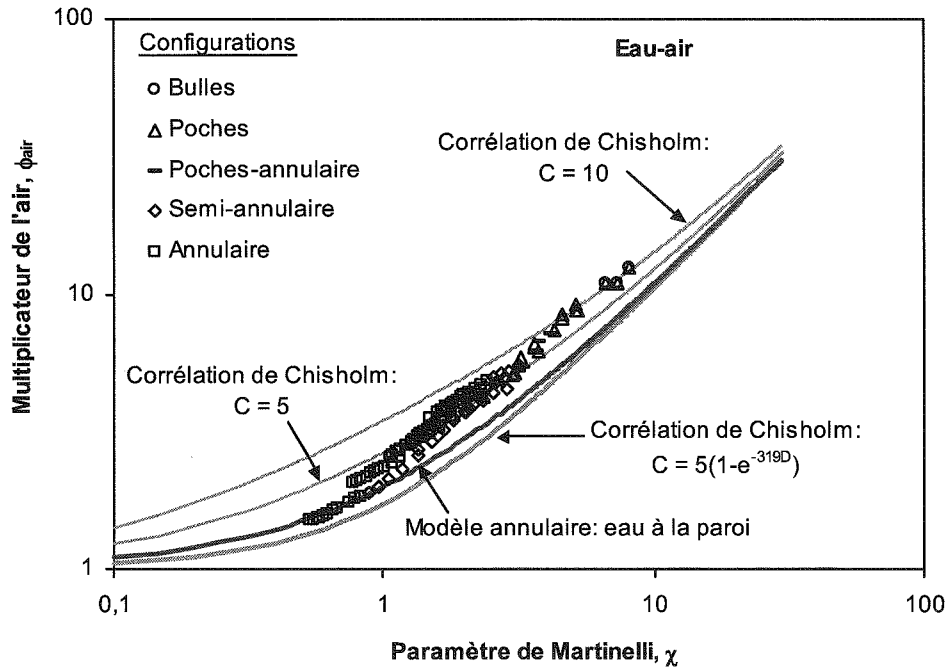 100
Configurations
Eau-air
Bulles
Poches
Poches-annulaire
Semi-annulaire
Annulaire
Corrélation de Chisholm:
C = 10
10
Multiplicateur de l'air, ϕair
Corrélation de Chisholm:
C = 5
Corrélation de Chisholm:
C = 5(1-e-319D)
Modèle annulaire: eau à la paroi
1
0,1
1
10
100
Paramètre de Martinelli, χ